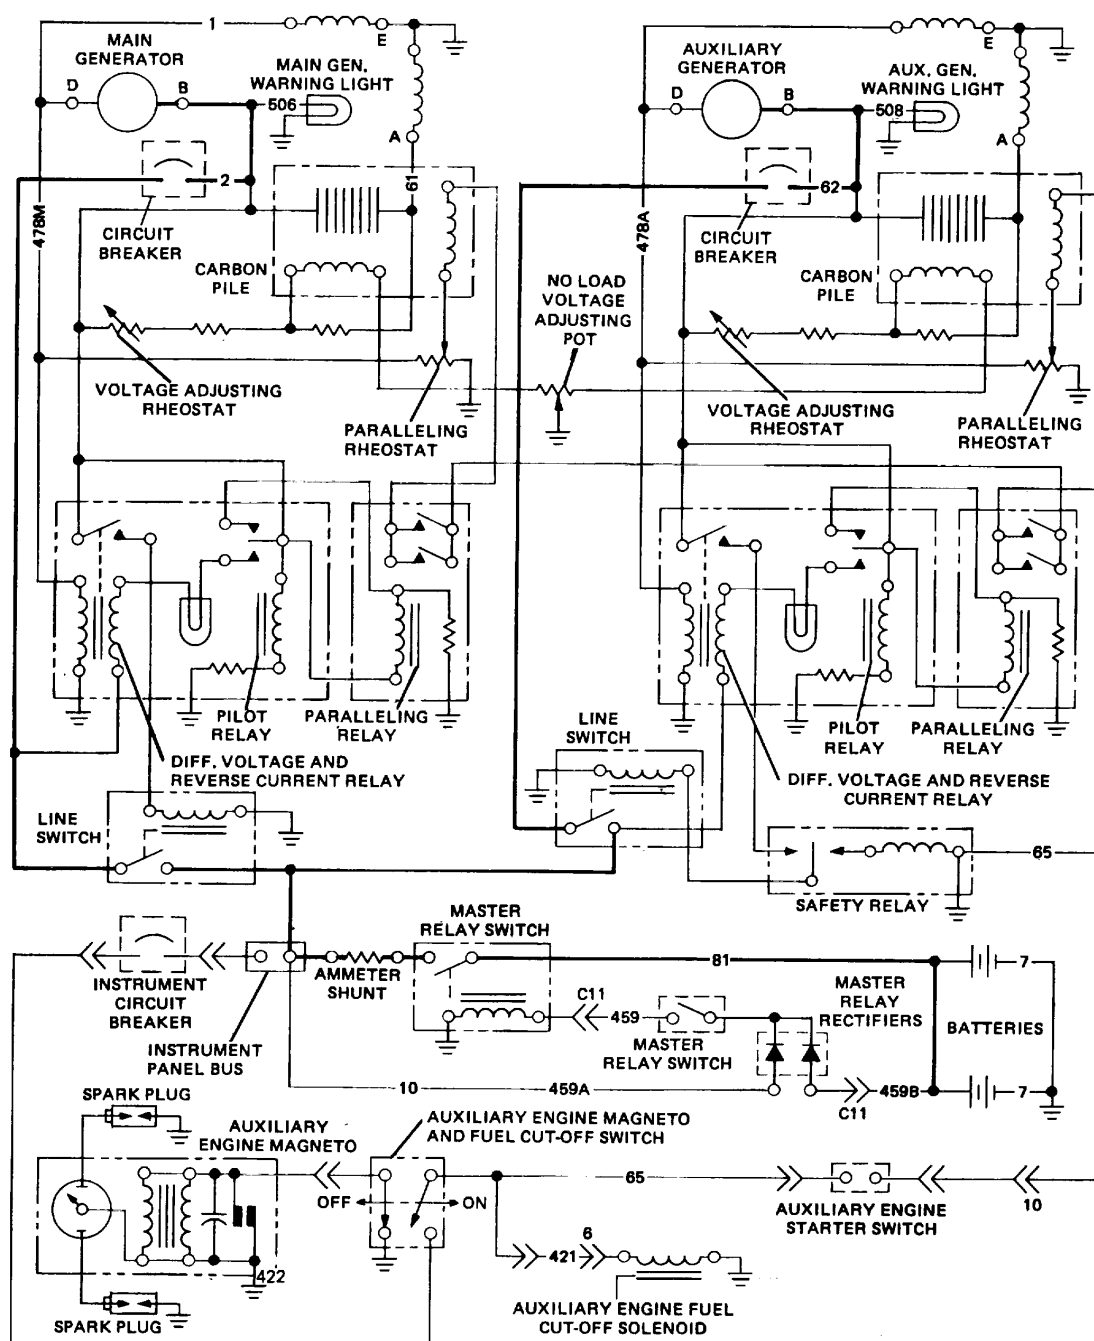 1
E
E
MAIN
GENERATOR
D
B
MAIN GEN.
WARNING LIGHT
506
A
AUXILIARY
GENERATOR
D
B
AUX. GEN.
WARNING LIGHT
508
A
2
61
478M
CIRCUIT
BREAKER
CARBON
PILE
62
478A
CIRCUIT
BREAKER
CARBON
PILE
NO LOAD
VOLTAGE
ADJUSTING
POT
VOLTAGE ADJUSTING
RHEOSTAT
PARALLELING
RHEOSTAT
VOLTAGE ADJUSTING
RHEOSTAT
PARALLELING
RHEOSTAT
PILOT
RELAY
PARALLELING
RELAY
DIFF. VOLTAGE AND
REVERSE CURRENT RELAY
LINE
SWITCH
PILOT
RELAY
PARALLELING
RELAY
DIFF. VOLTAGE AND REVERSE
CURRENT RELAY
LINE
SWITCH
65
SAFETY RELAY
MASTER
RELAY SWITCH
AMMETER
SHUNT
81
7
INSTRUMENT
CIRCUIT
BREAKER
C11
459
MASTER
RELAY
RECTIFIERS
BATTERIES
MASTER
RELAY SWITCH
INSTRUMENT
PANEL BUS
10
459A
459B
C11
7
SPARK PLUG
AUXILIARY
ENGINE MAGNETO
AUXILIARY ENGINE MAGNETO
AND FUEL CUT-OFF SWITCH
OFF
ON
65
10
AUXILIARY ENGINE
STARTER SWITCH
6
421
422
AUXILIARY ENGINE FUEL
CUT-OFF SOLENOID
SPARK PLUG